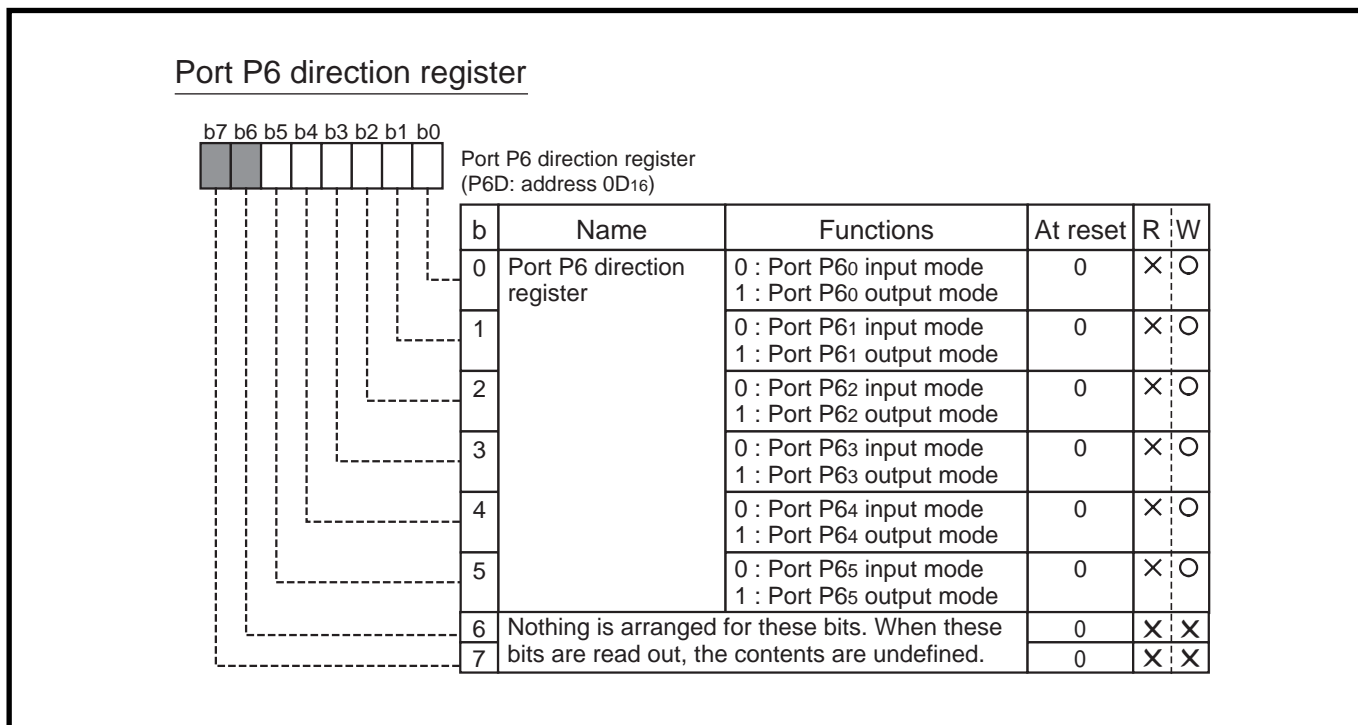 Port P6 direction register
b7 b6 b5 b4 b3 b2 b1 b0
Port P6 direction register
(P6D: address 0D16)
b Name Functions At reset R W
0 Port P6 direction register 0 : Port P60 input mode 0 × ○
1 : Port P60 output mode
1 0 : Port P61 input mode 0 × ○
1 : Port P61 output mode
2 0 : Port P62 input mode 0 × ○
1 : Port P62 output mode
3 0 : Port P63 input mode 0 × ○
1 : Port P63 output mode
4 0 : Port P64 input mode 0 × ○
1 : Port P64 output mode
5 0 : Port P65 input mode 0 × ○
1 : Port P65 output mode
6 Nothing is arranged for these bits. When these 0 × ×
7 bits are read out, the contents are undefined. 0 × ×